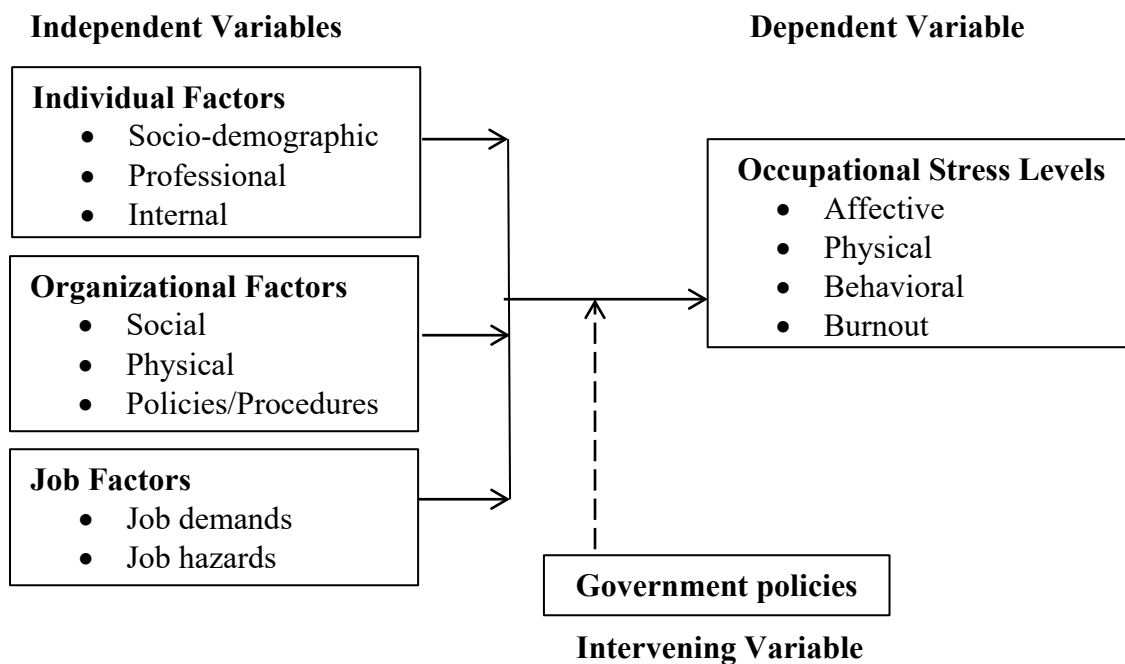 Independent Variables
Dependent Variable
Individual Factors
• Socio-demographic
• Professional
• Internal
Organizational Factors
• Social
• Physical
• Policies/Procedures
Job Factors
• Job demands
• Job hazards
Occupational Stress Levels
• Affective
• Physical
• Behavioral
• Burnout
Government policies
Intervening Variable